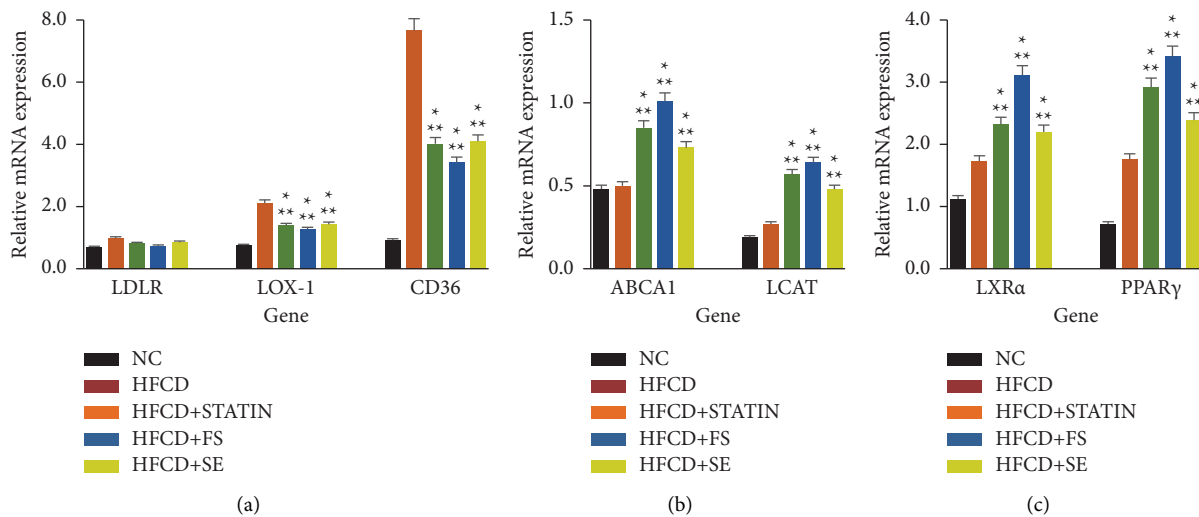 (a)
Relative mRNA expression
8.0
6.0
4.0
2.0
0.0
*
**
*
**
*
**
*
**
*
**
*
**
LDLR LOX-1 CD36
Gene
NC
HFCD
HFCD+STATIN
HFCD+FS
HFCD+SE
(a)
(b)
Relative mRNA expression
1.5
1.0
0.5
0.0
*
**
*
**
*
**
*
**
*
**
*
**
ABCA1 LCAT
Gene
NC
HFCD
HFCD+STATIN
HFCD+FS
HFCD+SE
(b)
(c)
Relative mRNA expression
4.0
3.0
2.0
1.0
0.0
*
**
*
**
*
**
*
**
*
**
*
**
LXRα PPARγ
Gene
NC
HFCD
HFCD+STATIN
HFCD+FS
HFCD+SE
(c)